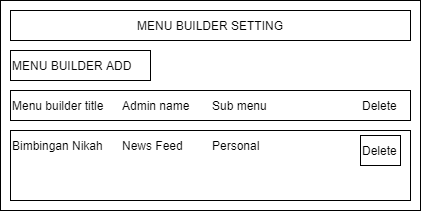 MENU BUILDER SETTING
MENU BUILDER ADD
Menu builder title Admin name Sub menu Delete
Bimbingan Nikah News Feed Personal Delete